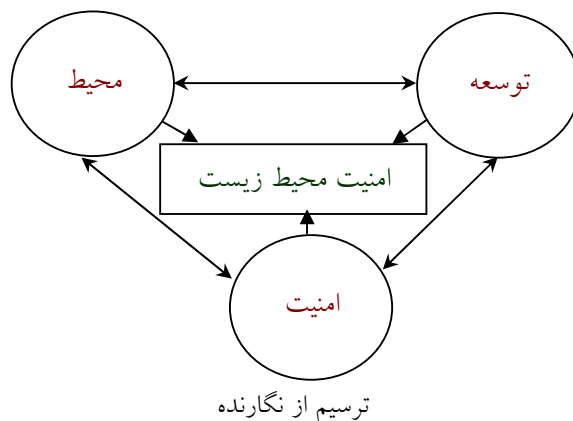 توسعه
محیط
امنیت محیط زیست
امنیت
ترسیم از نگارنده